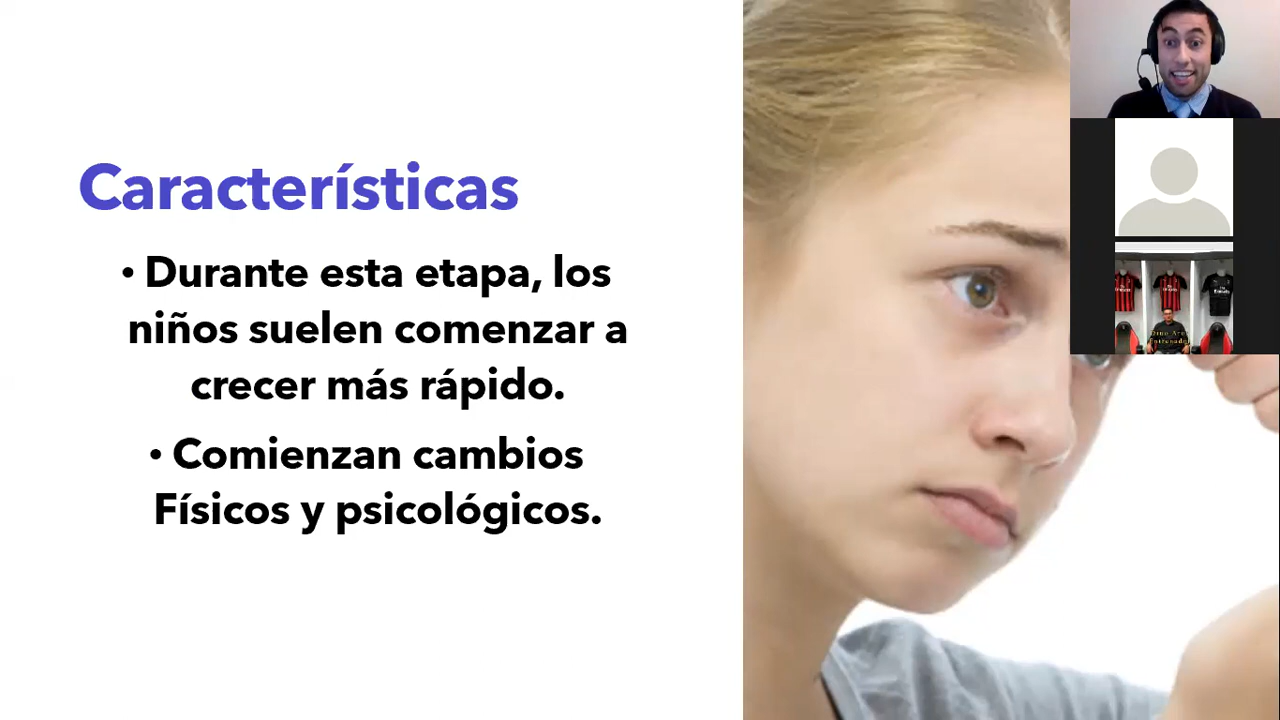 Características
• Durante esta etapa, los
niños suelen comenzar a
crecer más rápido.
• Comienzan cambios
Físicos y psicológicos.